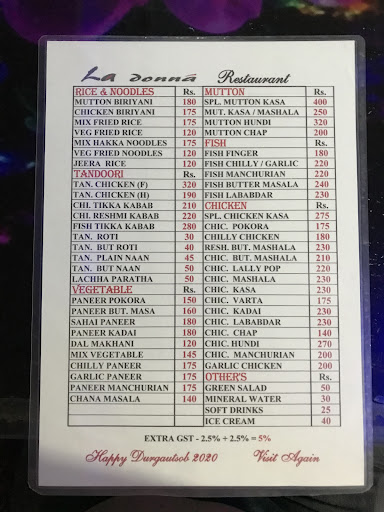 La donná Restaurant
RICE & NOODLES Rs.
MUTTON BIRIYANI 180
CHICKEN BIRIYANI 175
MIX FRIED RICE 175
VEG FRIED RICE 120
MIX HAKKA NOODLES 175
VEG FRIED NOODLES 120
JEERA RICE 120
TANDOORI Rs.
TAN. CHICKEN (F) 320
TAN. CHICKEN (H) 190
CHI. TIKKA KABAB 210
CHI. RESHMI KABAB 220
FISH TIKKA KABAB 280
TAN. ROTI 30
TAN. BUT ROTI 40
TAN. PLAIN NAAN 45
TAN. BUT NAAN 50
LACHHA PARATHA 50
VEGETABLE Rs.
PANEER POKORA 150
PANEER BUT. MASA 160
SAHAI PANEER 180
PANEER KADAI 180
DAL MAKHANI 120
MIX VEGETABLE 145
CHILLY PANEER 175
GARLIC PANEER 175
PANEER MANCHURIAN 175
CHANA MASALA 140
MUTTON Rs.
SPL. MUTTON KASA 400
MUT. KASA / MASHALA 250
MUTTON HUNDI 320
MUTTON CHAP 200
FISH Rs.
FISH FINGER 180
FISH CHILLY / GARLIC 220
FISH MANCHURIAN 220
FISH BUTTER MASALA 240
FISH LABABDAR 230
CHICKEN Rs.
SPL. CHICKEN KASA 275
CHIC. POKORA 175
CHILLY CHICKEN 180
RESH. BUT. MASHALA 230
CHIC. BUT. MASHALA 210
CHIC. LALLY POP 220
CHIC. MASHALA 230
CHIC. KASA 230
CHIC. VARTA 175
CHIC. KADAI 230
CHIC. LABABDAR 230
CHIC. CHAP 140
CHIC. HUNDI 270
CHIC. MANCHURIAN 200
GARLIC CHICKEN 200
OTHER'S Rs.
GREEN SALAD 50
MINERAL WATER 30
SOFT DRINKS 25
ICE CREAM 40
EXTRA GST - 2.5% + 2.5% = 5%
Happy Durgautsob 2020 Visit Again